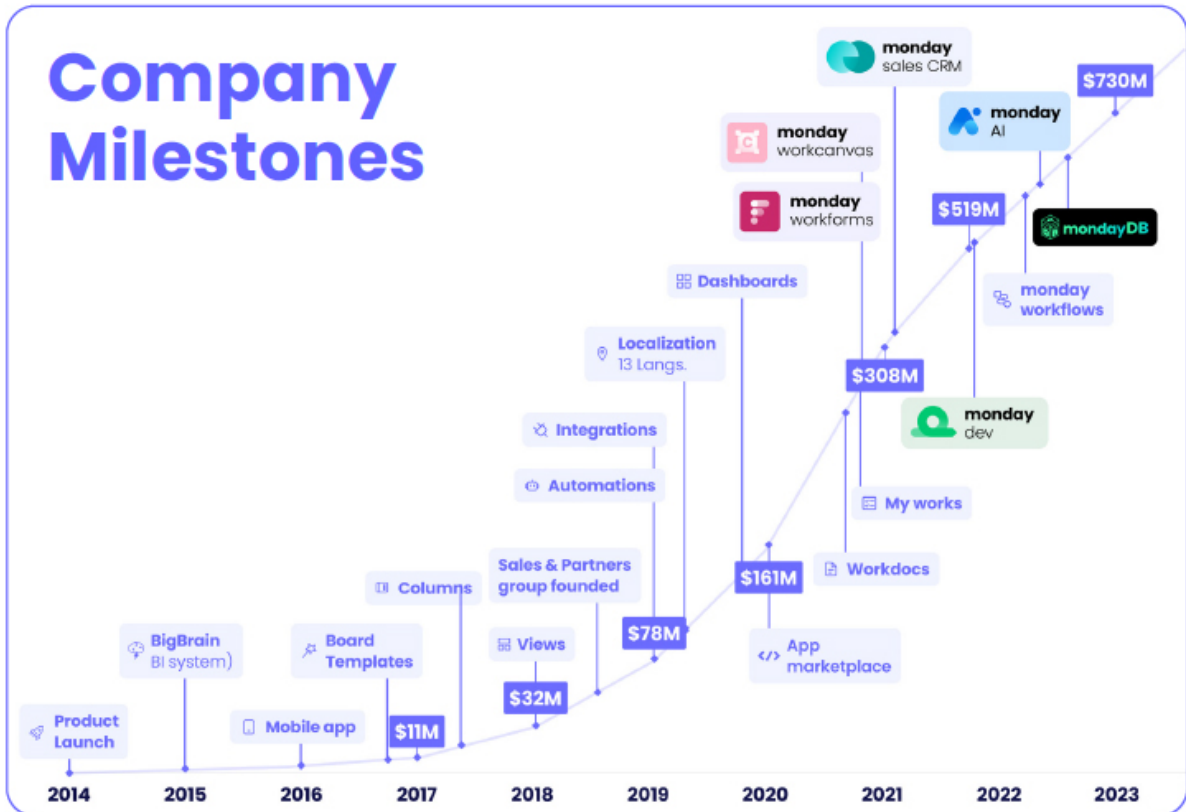 Company
Milestones
monday
sales CRM
$730M
monday
AI
monday
workcanvas
monday
workforms
$519M
mondayDB
Dashboards
monday
workflows
Localization
13 Langs.
$308M
monday
dev
Integrations
Automations
My works
Sales & Partners
group founded
Columns
$161M
Workdocs
BigBrain
BI system)
Board
Templates
Views
$78M
App
marketplace
$32M
Product
Launch
Mobile app
$11M
2014 2015 2016 2017 2018 2019 2020 2021 2022 2023